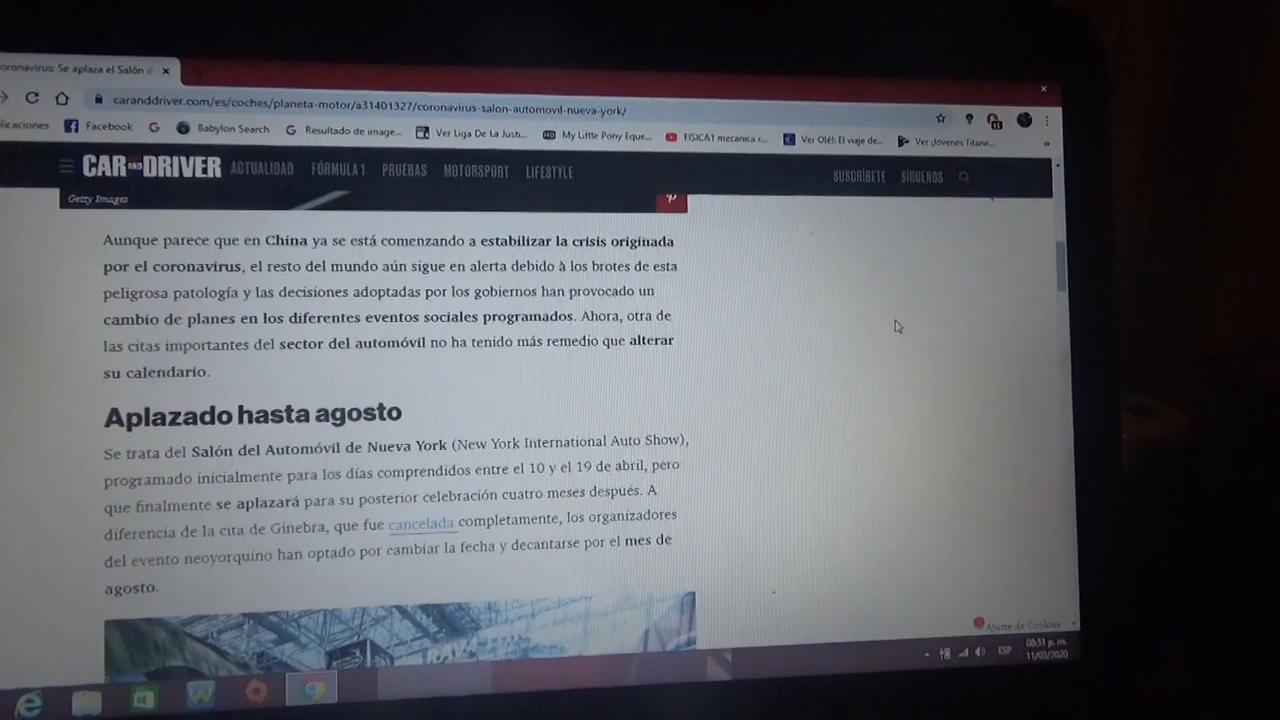 oronavirus: Se aplaza el Salón
caranddriver.com/es/coches/planeta-motor/a31401327/coronavirus-salon-automovil-nueva-york/
licaciones
Facebook
Babylon Search
Resultado de image...
Ver Liga De La Just...
My Little Pony Eque...
FISICA1 mecanica r...
Ver Olé!: El viaje de...
Ver ¡Jóvenes Titane...
CAR AND DRIVER
ACTUALIDAD
FÓRMULA 1
PRUEBAS
MOTORSPORT
LIFESTYLE
SUSCRÍBETE
SÍGUENOS
Getty Images
Aunque parece que en China ya se está comenzando a estabilizar la crisis originada
por el coronavirus, el resto del mundo aún sigue en alerta debido a los brotes de esta
peligrosa patología y las decisiones adoptadas por los gobiernos han provocado un
cambio de planes en los diferentes eventos sociales programados. Ahora, otra de
las citas importantes del sector del automóvil no ha tenido más remedio que alterar
su calendario.
Aplazado hasta agosto
Se trata del Salón del Automóvil de Nueva York (New York International Auto Show),
programado inicialmente para los días comprendidos entre el 10 y el 19 de abril, pero
que finalmente se aplazará para su posterior celebración cuatro meses después. A
diferencia de la cita de Ginebra, que fue cancelada completamente, los organizadores
del evento neoyorquino han optado por cambiar la fecha y decantarse por el mes de
agosto.
Ajuste de Cookies
ESP
08:51 p. m.
11/03/2020